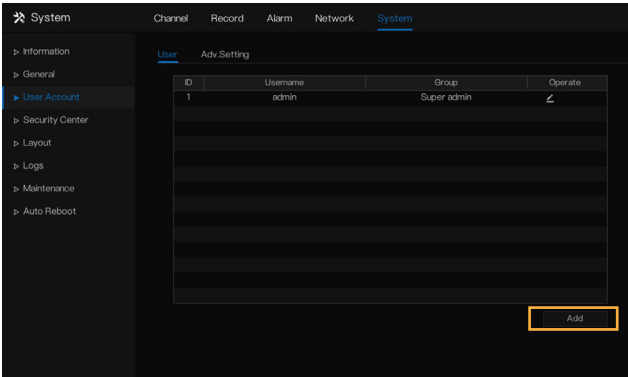 System
Channel Record Alarm Network System
Information
General
User Account
Security Center
Layout
Logs
Maintenance
Auto Reboot
User Adv.Setting
ID Username Group Operate
1 admin Super admin
Add